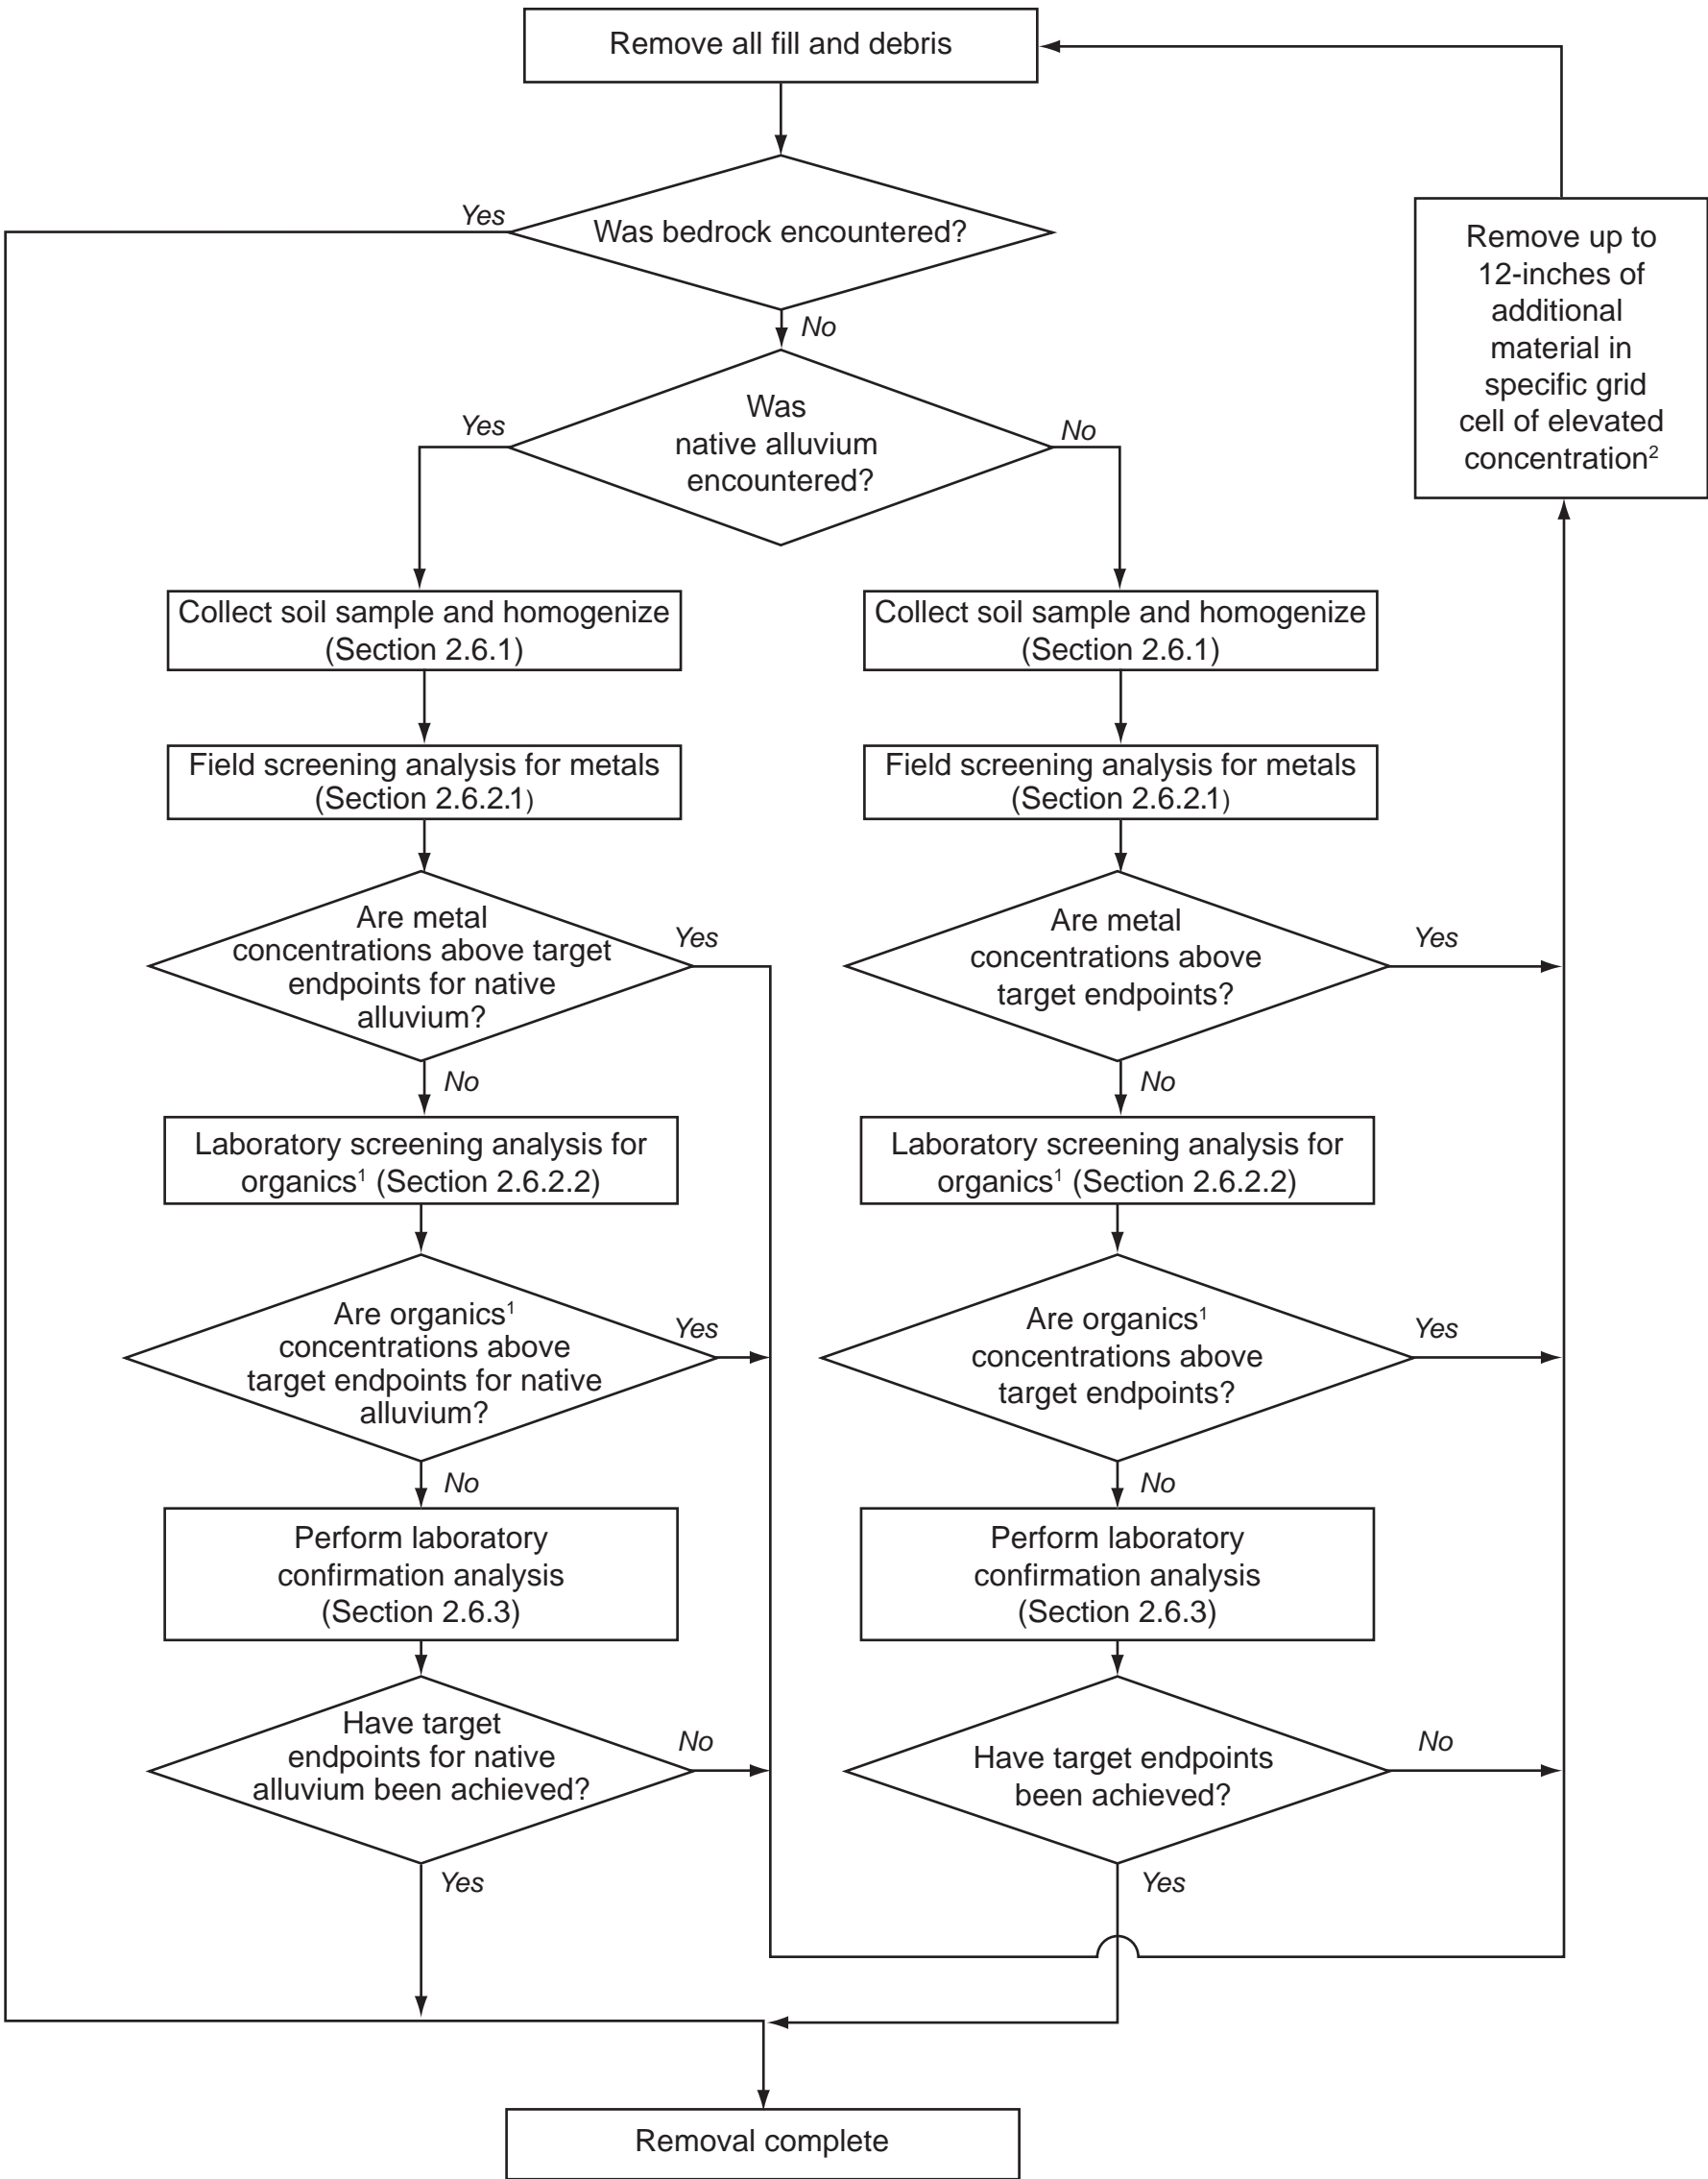 Remove all fill and debris
Yes
Was bedrock encountered?
No
Remove up to
12-inches of
additional
material in
specific grid
cell of elevated
concentration²
Yes
Was
native alluvium
encountered?
No
Collect soil sample and homogenize
(Section 2.6.1)
Collect soil sample and homogenize
(Section 2.6.1)
Field screening analysis for metals
(Section 2.6.2.1)
Field screening analysis for metals
(Section 2.6.2.1)
Are metal
concentrations above target
endpoints for native
alluvium?
Yes
Are metal
concentrations above
target endpoints?
Yes
No
No
Laboratory screening analysis for
organics¹ (Section 2.6.2.2)
Laboratory screening analysis for
organics¹ (Section 2.6.2.2)
Are organics¹
concentrations above
target endpoints for native
alluvium?
Yes
Are organics¹
concentrations above
target endpoints?
Yes
No
No
Perform laboratory
confirmation analysis
(Section 2.6.3)
Perform laboratory
confirmation analysis
(Section 2.6.3)
Have target
endpoints for native
alluvium been achieved?
No
Have target endpoints
been achieved?
No
Yes
Yes
Removal complete